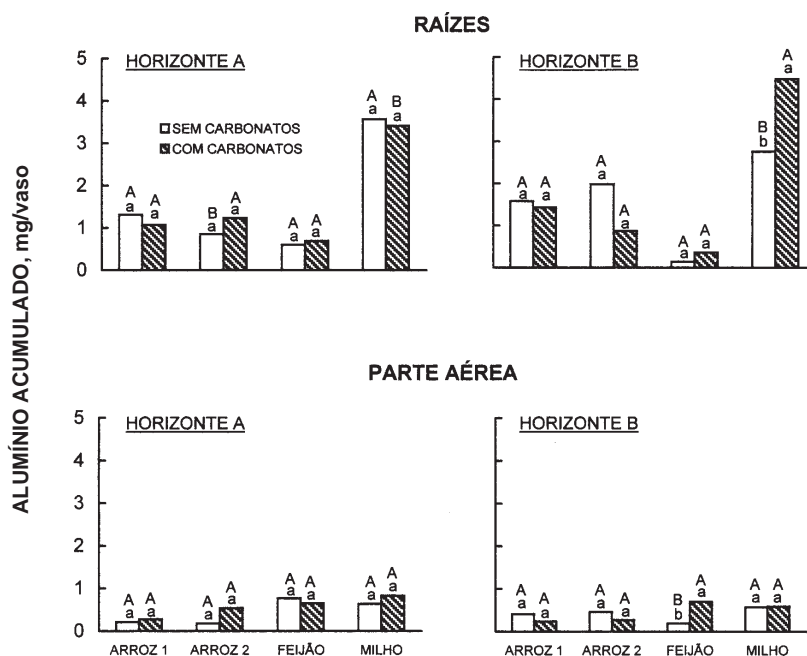 RAÍZES
HORIZONTE A
HORIZONTE B
ALUMÍNIO ACUMULADO, mg/vaso
5
4
3
2
1
0
SEM CARBONATOS
COM CARBONATOS
A A B A A A A B
a a a a a a a a
A A A A A A B A
a a a a a a b a
PARTE AÉREA
HORIZONTE A
HORIZONTE B
5
4
3
2
1
0
A A A A A A A A
a a a a a a a a
A A A A B A A A
a a a a b a a a
ARROZ 1 ARROZ 2 FEIJÃO MILHO
ARROZ 1 ARROZ 2 FEIJÃO MILHO